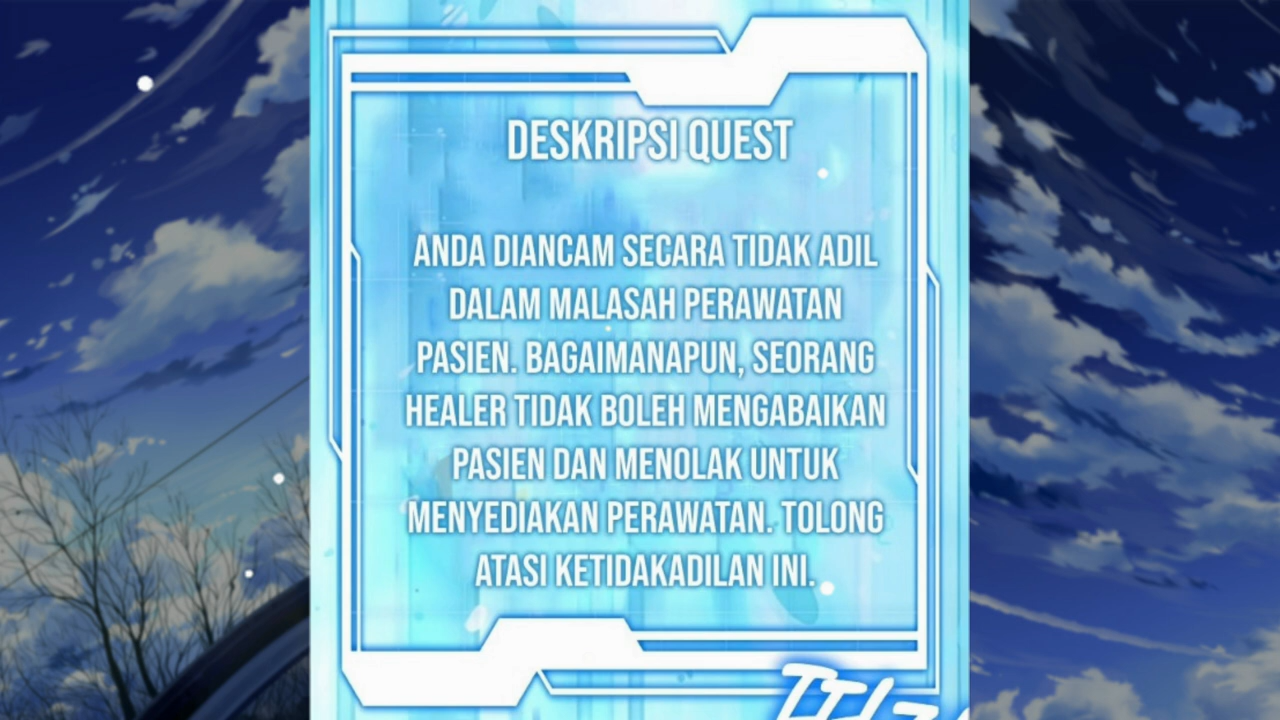 DESKRIPSI QUEST
ANDA DIANCAM SECARA TIDAK ADIL
DALAM MALASAH PERAWATAN
PASIEN. BAGAIMANAPUN, SEORANG
HEALER TIDAK BOLEH MENGABAIKAN
PASIEN DAN MENOLAK UNTUK
MENYEDIAKAN PERAWATAN. TOLONG
ATASI KETIDAKADILAN INI.